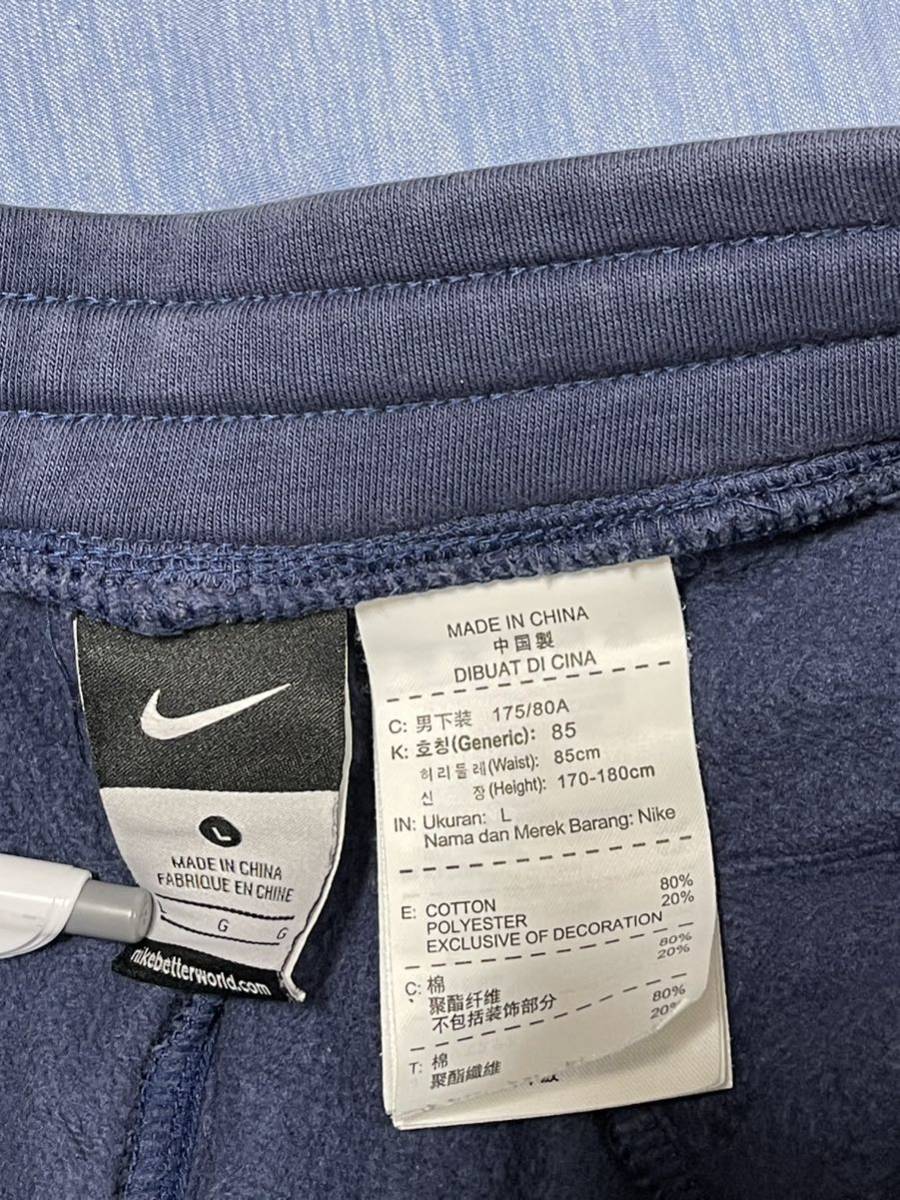 L
MADE IN CHINA
FABRIQUE EN CHINE
G G
nikebetterworld.com
MADE IN CHINA
中国製
DIBUAT DI CINA
C: 男下装 175/80A
K: 호칭(Generic): 85
허리둘레(Waist): 85cm
신 장(Height): 170-180cm
IN: Ukuran: L
Nama dan Merek Barang: Nike
E: COTTON 80%
POLYESTER 20%
EXCLUSIVE OF DECORATION
C: 棉 80%
聚酯纤维 20%
不包括装饰部分
T: 棉 80%
聚酯纖維 20%